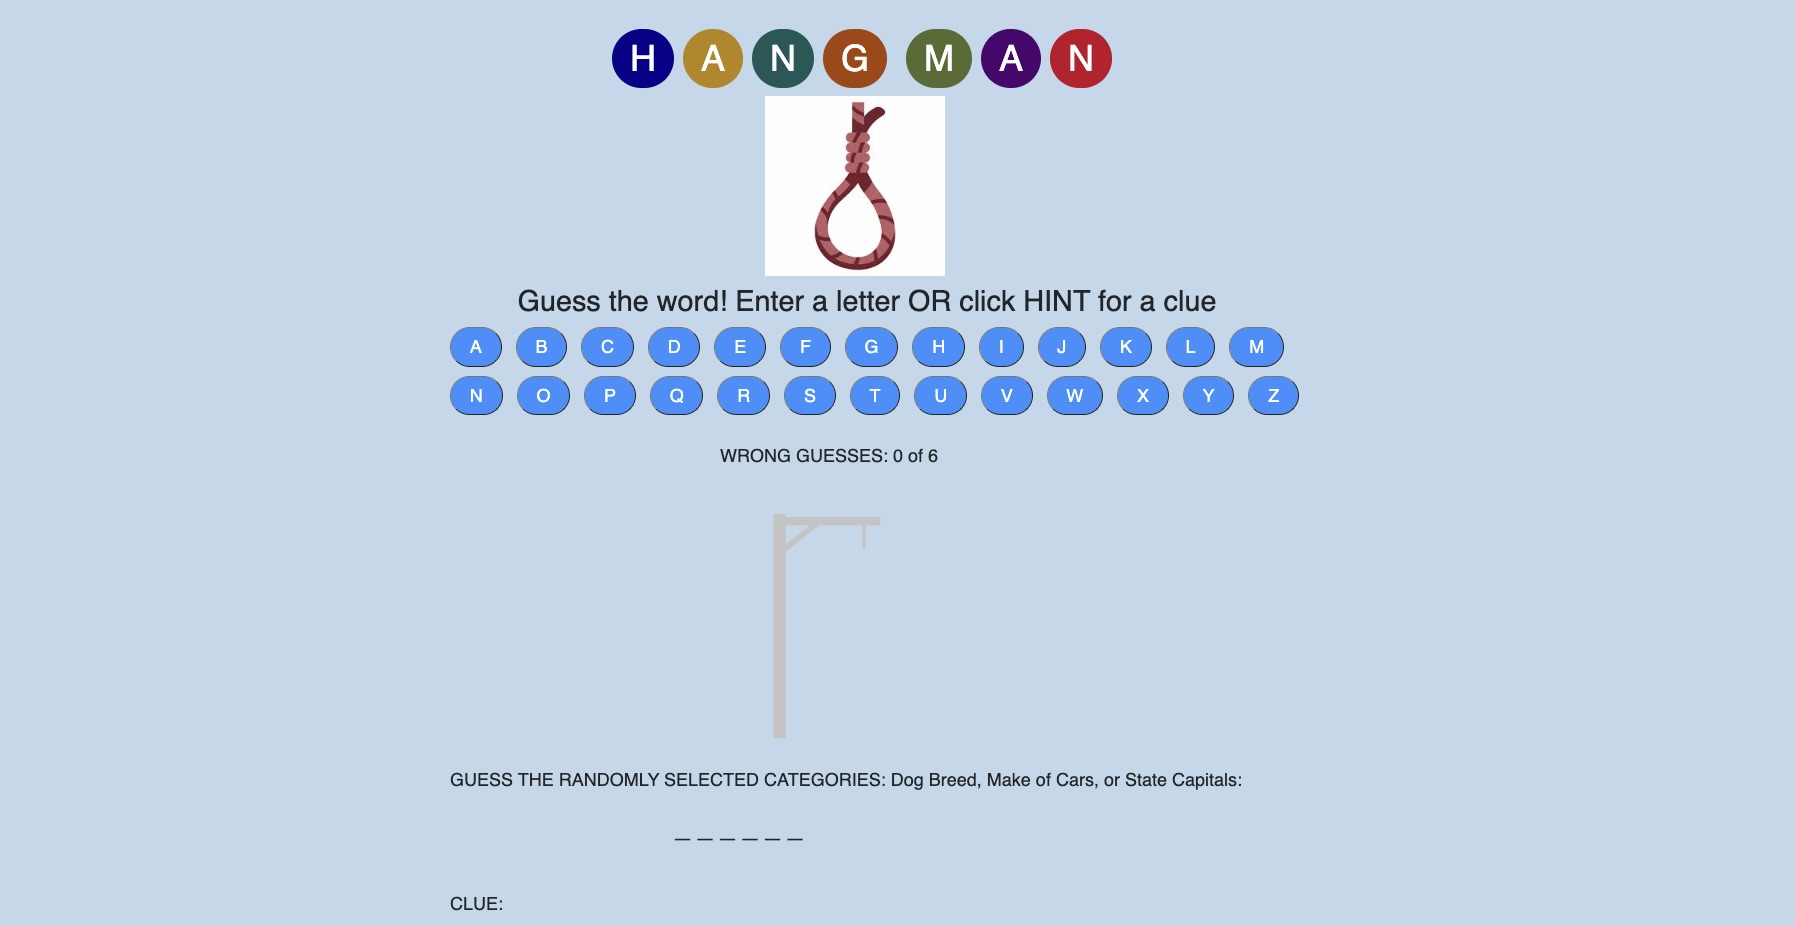 H A N G M A N
Guess the word! Enter a letter OR click HINT for a clue
A B C D E F G H I J K L M
N O P Q R S T U V W X Y Z
WRONG GUESSES: 0 of 6
GUESS THE RANDOMLY SELECTED CATEGORIES: Dog Breed, Make of Cars, or State Capitals:
_ _ _ _ _ _
CLUE: